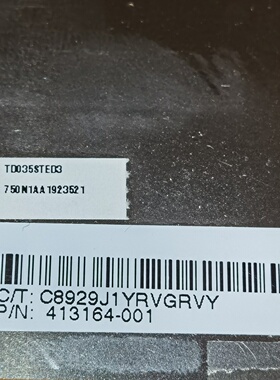 TD035STED3
750N1AA1923521
C/T: C8929J1YRVGRVY
P/N: 413164-001